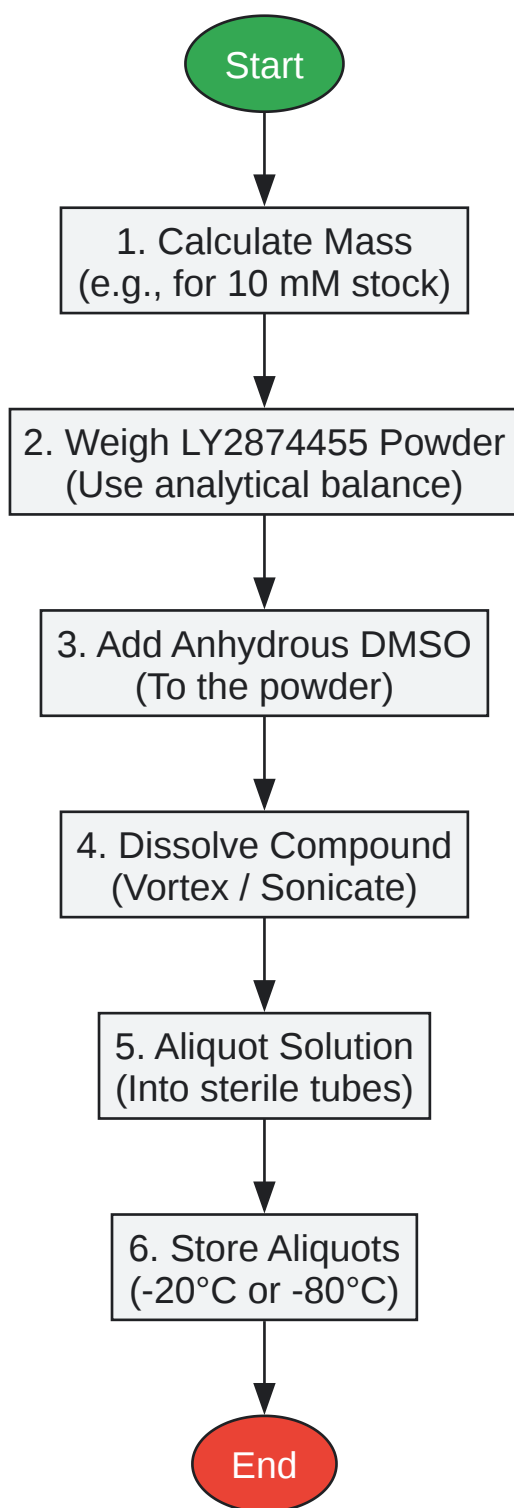 Start
1. Calculate Mass
(e.g., for 10 mM stock)
2. Weigh LY2874455 Powder
(Use analytical balance)
3. Add Anhydrous DMSO
(To the powder)
4. Dissolve Compound
(Vortex / Sonicate)
5. Aliquot Solution
(Into sterile tubes)
6. Store Aliquots
(-20°C or -80°C)
End